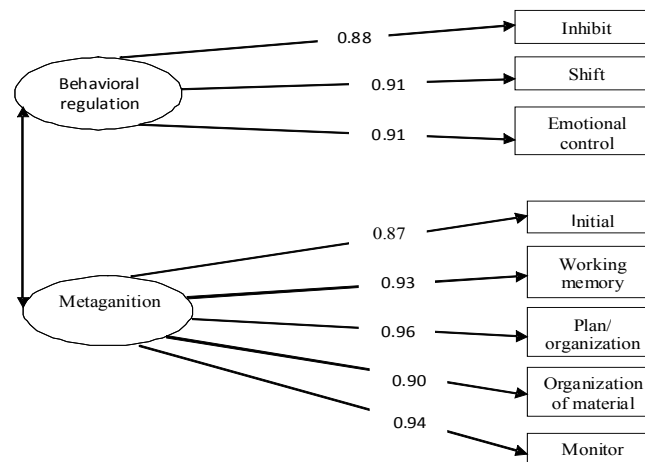 0.88
Inhibit
Behavioral
regulation
0.91
Shift
0.91
Emotional
control
0.87
Initial
Metaganition
0.93
Working
memory
0.96
Plan/
organization
0.90
Organization
of material
0.94
Monitor